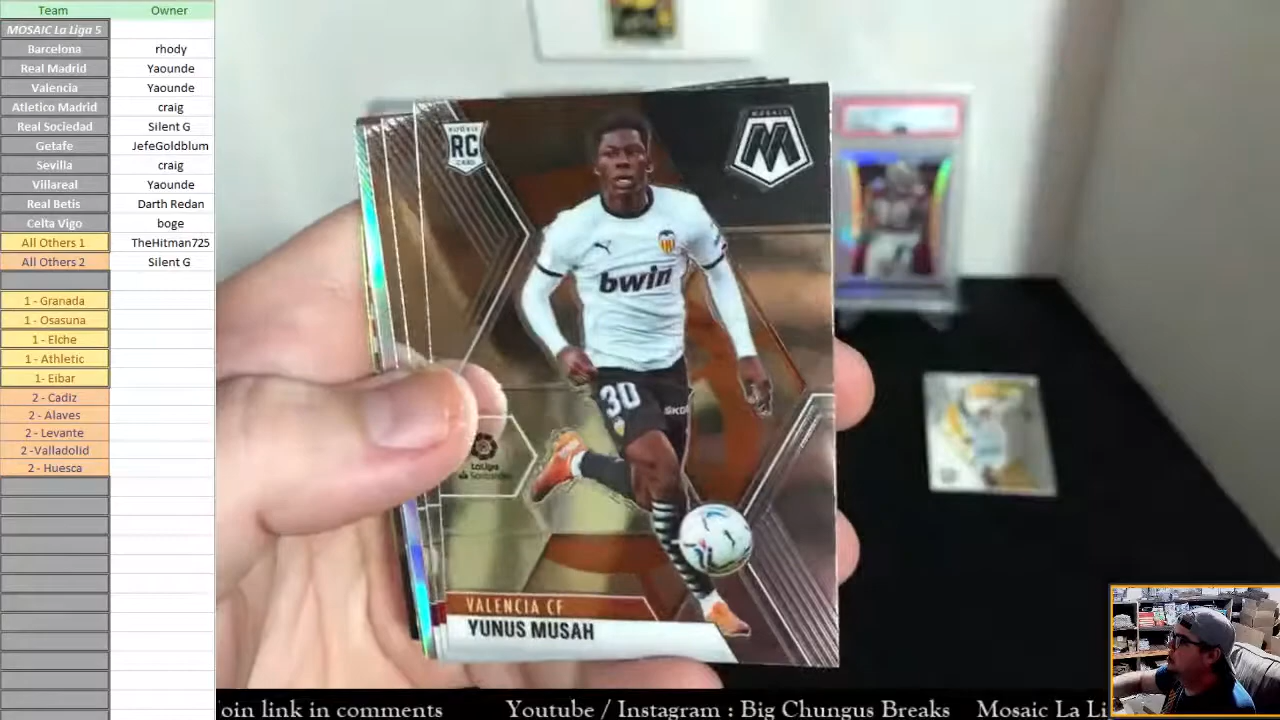 Team Owner
MOSAIC La Liga 5
Barcelona rhody
Real Madrid Yaounde
Valencia Yaounde
Atletico Madrid craig
Real Sociedad Silent G
Getafe JefeGoldblum
Sevilla craig
Villareal Yaounde
Real Betis Darth Redan
Celta Vigo boge
All Others 1 TheHitman725
All Others 2 Silent G
1 - Granada
1 - Osasuna
1 - Elche
1 - Athletic
1- Eibar
2 - Cadiz
2 - Alaves
2 - Levante
2 -Valladolid
2 - Huesca
ROOKIE
RC
CARD
MOSAIC
M
bwin
30
SKOL
LaLiga
Santander
VALENCIA CF
YUNUS MUSAH
oin link in comments Youtube / Instagram : Big Chungus Breaks Mosaic La Li